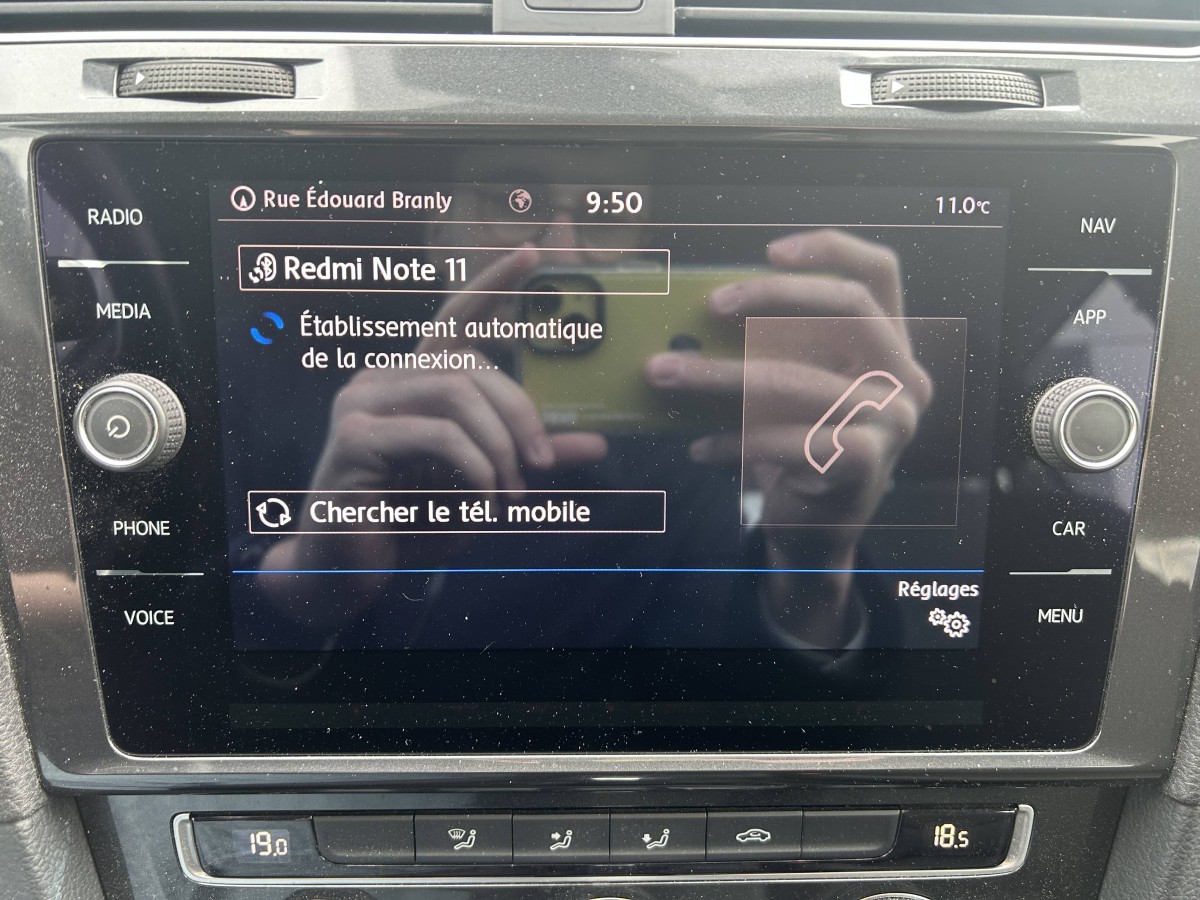 Rue Édouard Branly 9:50 11.0°C
RADIO
NAV
Redmi Note 11
MEDIA
APP
Établissement automatique
de la connexion...
Chercher le tél. mobile
PHONE
CAR
Réglages
VOICE
MENU
19.0
18.5